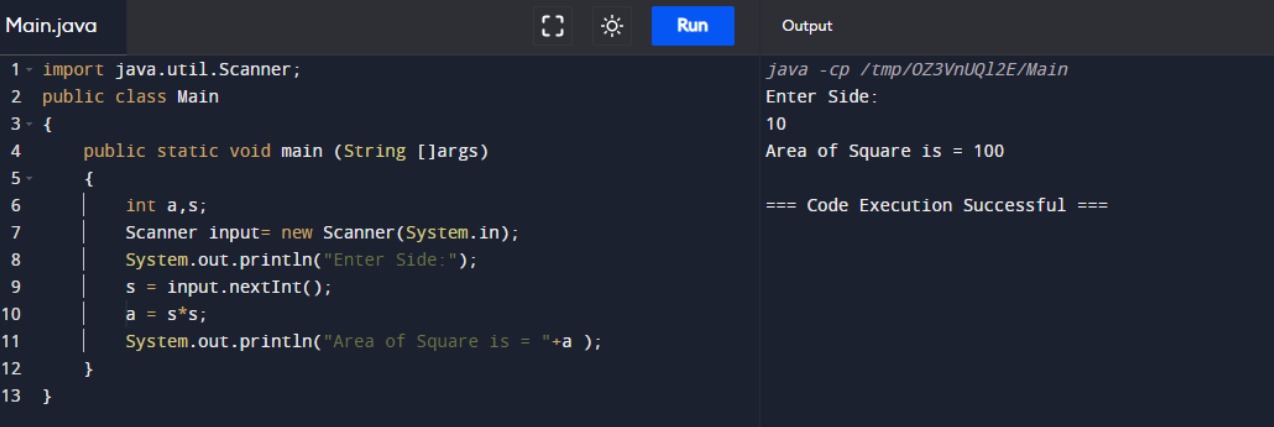 Main.java
Run
Output
1 import java.util.Scanner;
2 public class Main
3 {
4 public static void main (String []args)
5 {
6 int a,s;
7 Scanner input= new Scanner(System.in);
8 System.out.println("Enter Side:");
9 s = input.nextInt();
10 a = s*s;
11 System.out.println("Area of Square is = "+a );
12 }
13 }
java -cp /tmp/OZ3VnUQl2E/Main
Enter Side:
10
Area of Square is = 100
=== Code Execution Successful ===